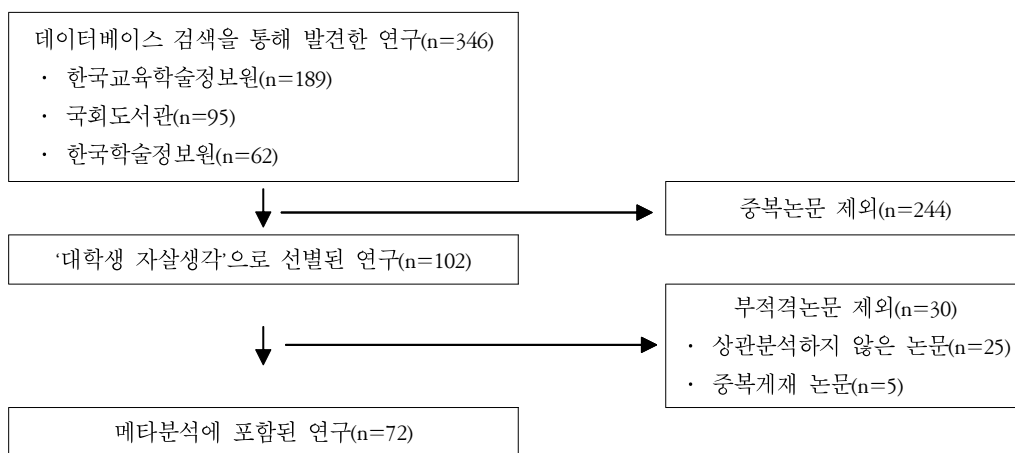 데이터베이스 검색을 통해 발견한 연구(n=346)
· 한국교육학술정보원(n=189)
· 국회도서관(n=95)
· 한국학술정보원(n=62)
중복논문 제외(n=244)
‘대학생 자살생각’으로 선별된 연구(n=102)
부적격논문 제외(n=30)
· 상관분석하지 않은 논문(n=25)
· 중복게재 논문(n=5)
메타분석에 포함된 연구(n=72)